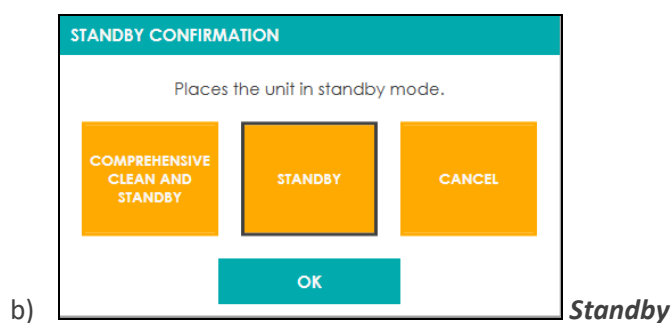 STANDBY CONFIRMATION
Places the unit in standby mode.
COMPREHENSIVE
CLEAN AND
STANDBY
STANDBY
CANCEL
OK
b) Standby